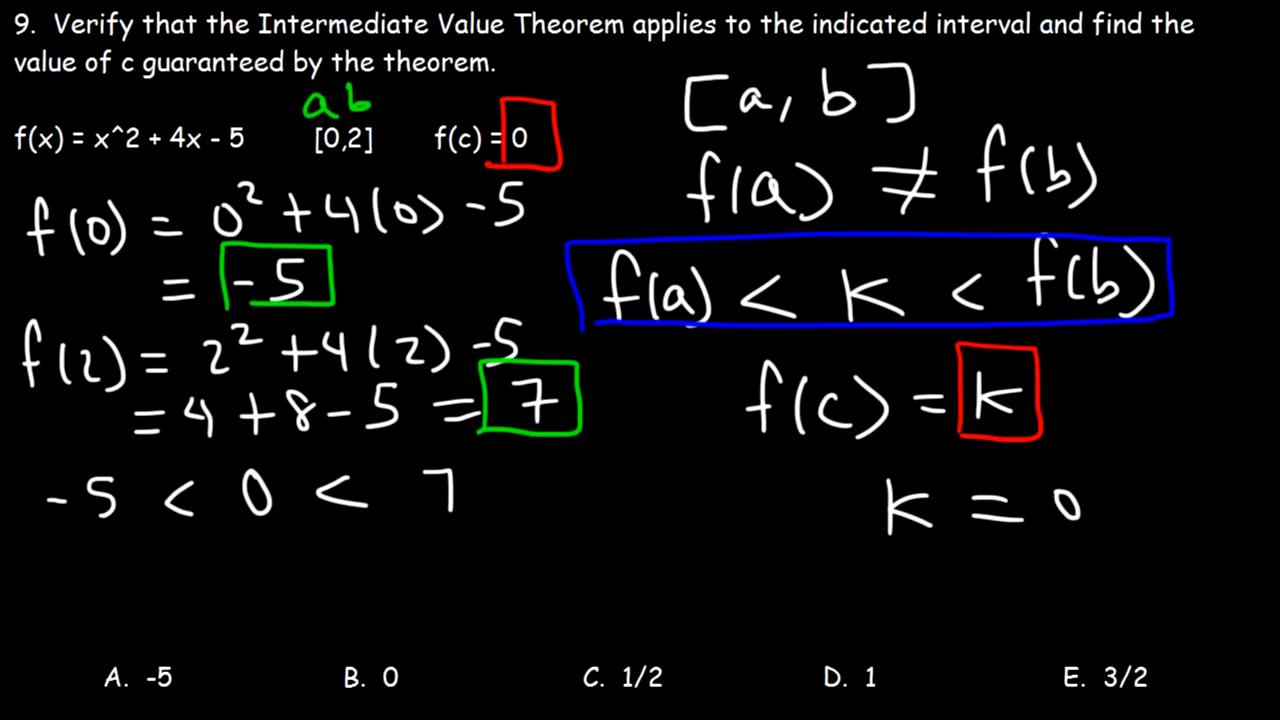 9. Verify that the Intermediate Value Theorem applies to the indicated interval and find the
value of c guaranteed by the theorem.
a b
f(x) = x^2 + 4x - 5 [0,2] f(c) = 0
f(0) = 0² + 4(0) - 5
= -5
f(2) = 2² + 4(2) - 5
= 4 + 8 - 5 = 7
-5 < 0 < 7
[a, b]
f(a) ≠ f(b)
f(a) < K < f(b)
f(c) = K
K = 0
A. -5 B. 0 C. 1/2 D. 1 E. 3/2